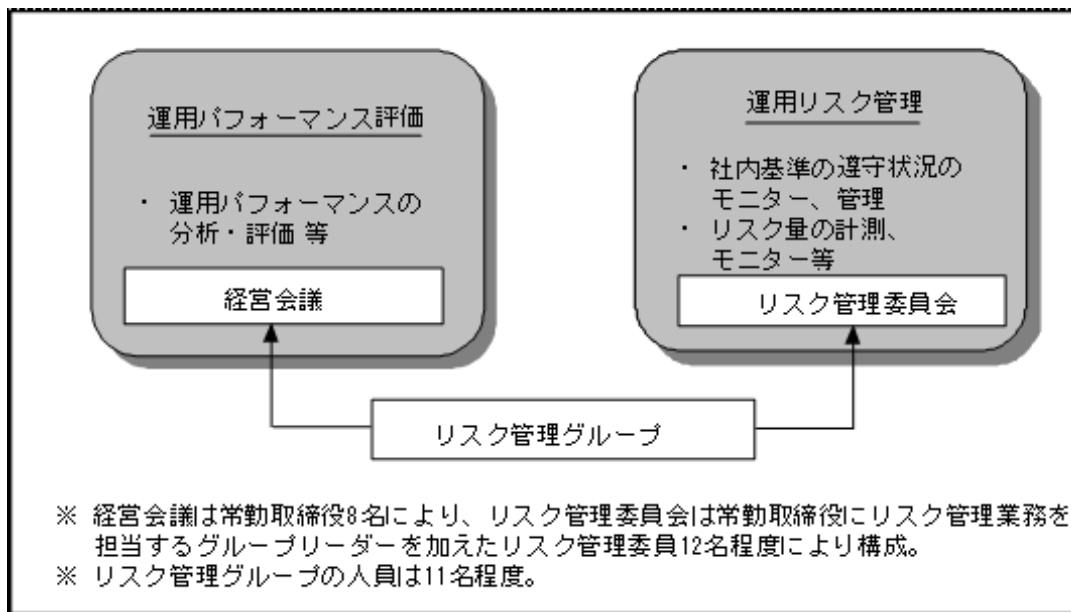 運用パフォーマンス評価
・ 運用パフォーマンスの
分析・評価 等
経営会議
運用リスク管理
・ 社内基準の遵守状況の
モニター、管理
・ リスク量の計測、
モニター等
リスク管理委員会
リスク管理グループ
※ 経営会議は常勤取締役8名により、リスク管理委員会は常勤取締役にリスク管理業務を
担当するグループリーダーを加えたリスク管理委員12名程度により構成。
※ リスク管理グループの人員は11名程度。